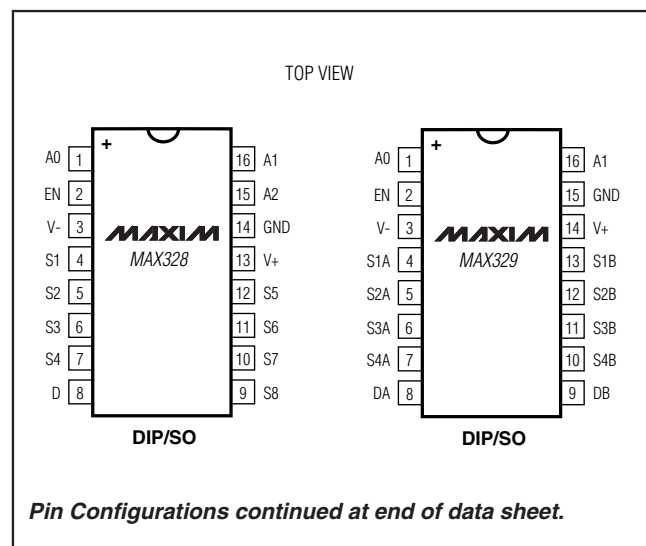 TOP VIEW
A0 1 + 16 A1
EN 2 15 A2
V- 3 MAXIM 14 GND
S1 4 MAX328 13 V+
S2 5 12 S5
S3 6 11 S6
S4 7 10 S7
D 8 9 S8
DIP/SO
A0 1 + 16 A1
EN 2 15 GND
V- 3 MAXIM 14 V+
S1A 4 MAX329 13 S1B
S2A 5 12 S2B
S3A 6 11 S3B
S4A 7 10 S4B
DA 8 9 DB
DIP/SO
Pin Configurations continued at end of data sheet.